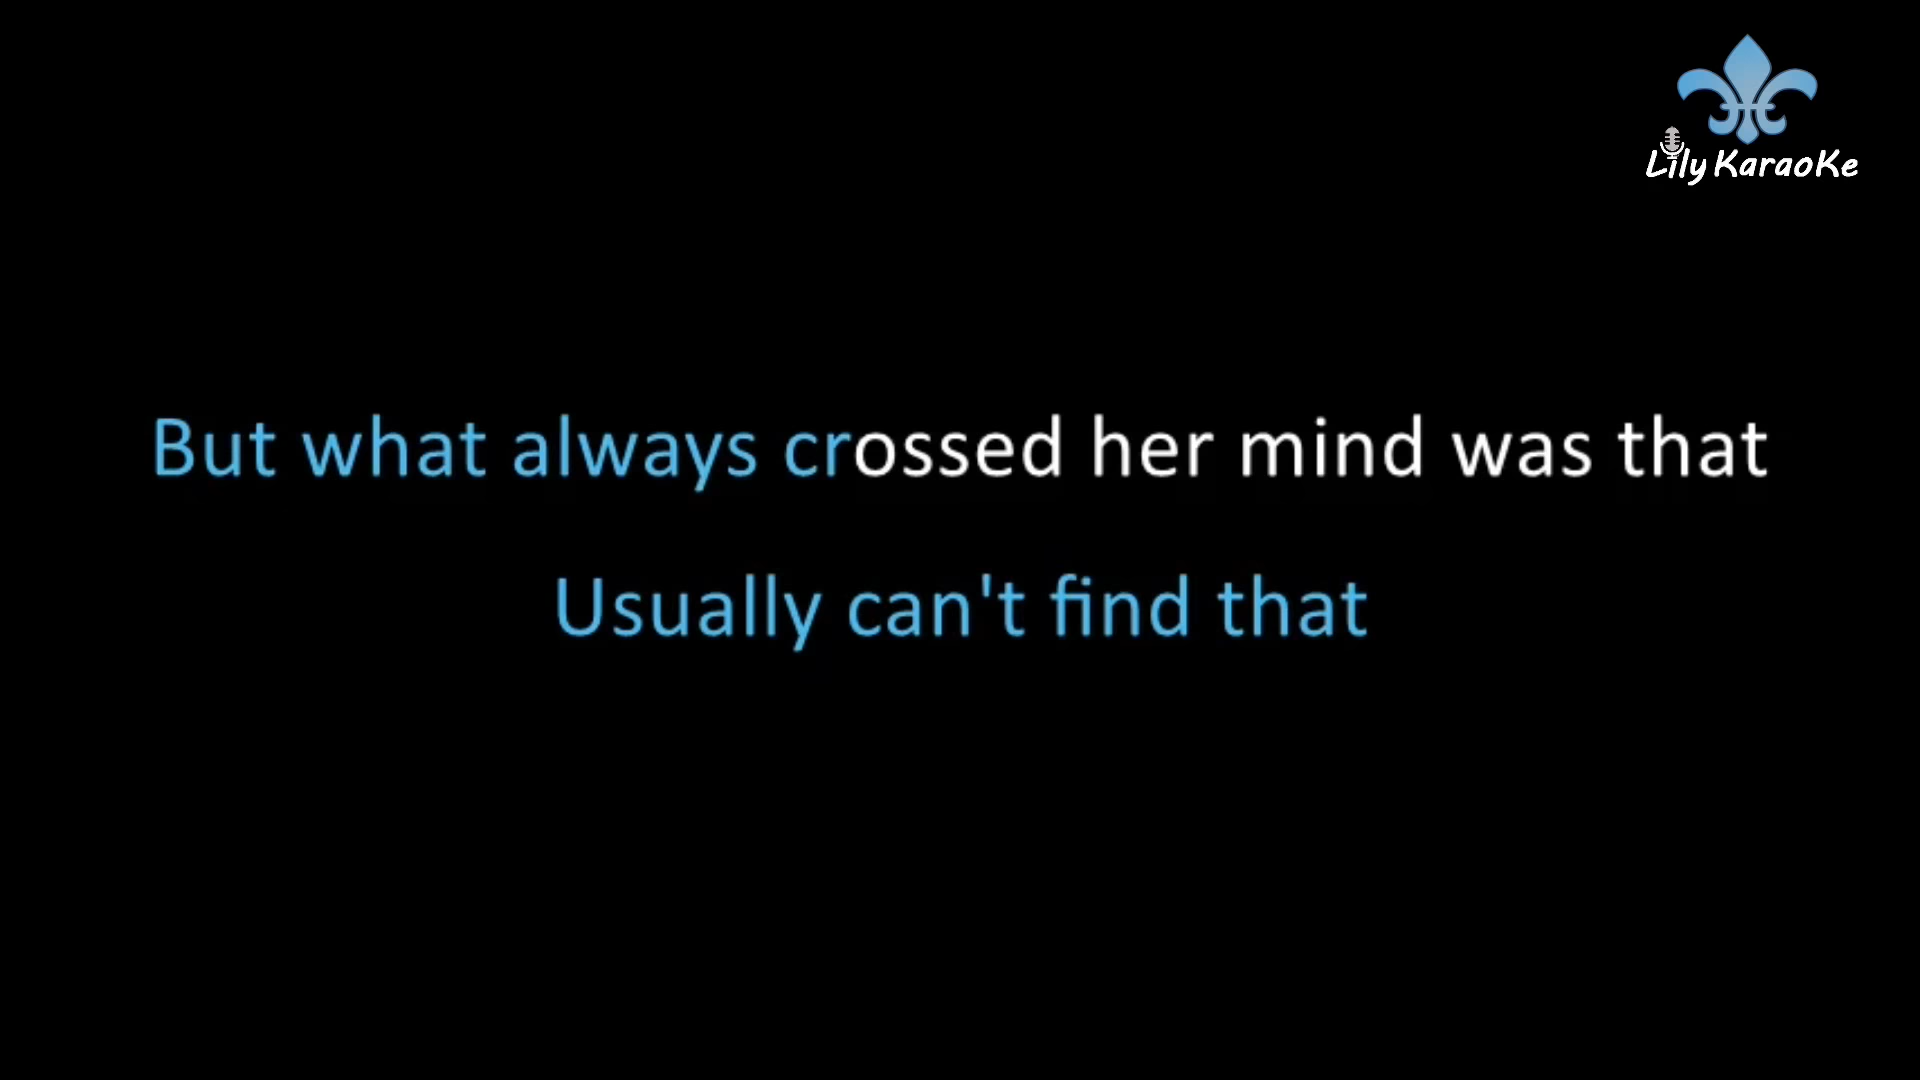 Lily KaraoKe
But what always crossed her mind was that
Usually can't find that